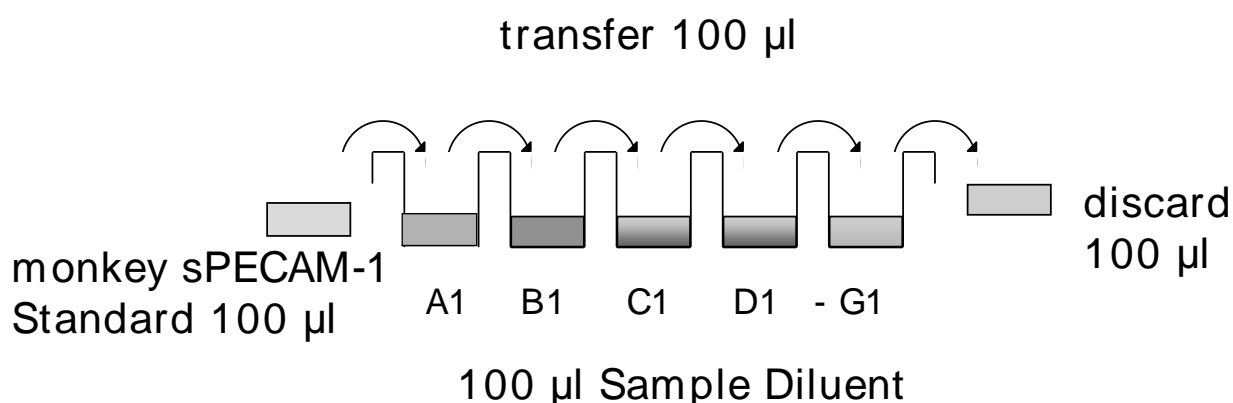 transfer 100 µl
monkey sPECAM-1
Standard 100 µl
discard
100 µl
A1 B1 C1 D1 - G1
100 µl Sample Diluent